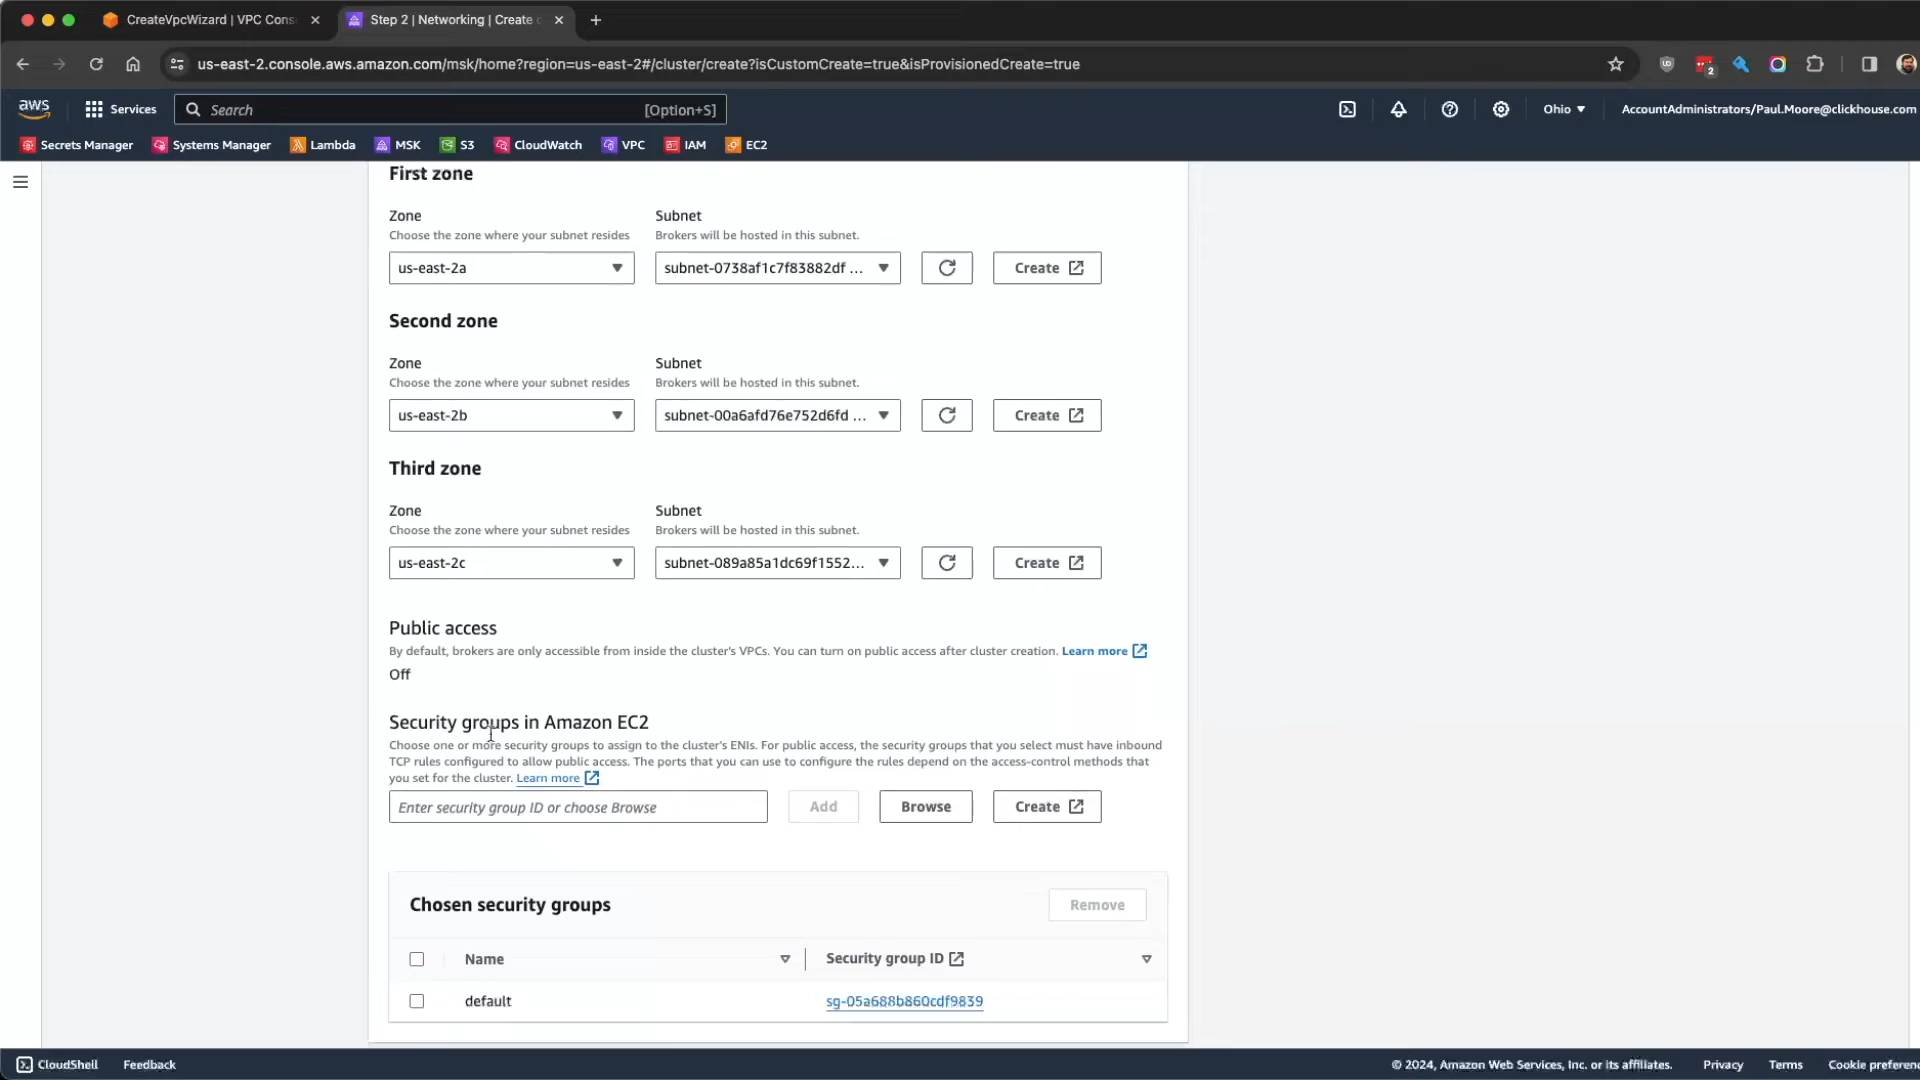 CreateVpcWizard | VPC Cons
Step 2 | Networking | Create c
us-east-2.console.aws.amazon.com/msk/home?region=us-east-2#/cluster/create?isCustomCreate=true&isProvisionedCreate=true
2
aws
Services
Search
[Option+S]
Ohio
AccountAdministrators/Paul.Moore@clickhouse.com
Secrets Manager
Systems Manager
Lambda
MSK
S3
CloudWatch
VPC
IAM
EC2
First zone
Zone
Subnet
Choose the zone where your subnet resides
Brokers will be hosted in this subnet.
us-east-2a
subnet-0738af1c7f83882df ...
Create
Second zone
Zone
Subnet
Choose the zone where your subnet resides
Brokers will be hosted in this subnet.
us-east-2b
subnet-00a6afd76e752d6fd ...
Create
Third zone
Zone
Subnet
Choose the zone where your subnet resides
Brokers will be hosted in this subnet.
us-east-2c
subnet-089a85a1dc69f1552...
Create
Public access
By default, brokers are only accessible from inside the cluster's VPCs. You can turn on public access after cluster creation. Learn more
Off
Security groups in Amazon EC2
Choose one or more security groups to assign to the cluster's ENIs. For public access, the security groups that you select must have inbound
TCP rules configured to allow public access. The ports that you can use to configure the rules depend on the access-control methods that
you set for the cluster. Learn more
Enter security group ID or choose Browse
Add
Browse
Create
Chosen security groups
Remove
Name
Security group ID
default
sg-05a688b860cdf9839
CloudShell
Feedback
© 2024, Amazon Web Services, Inc. or its affiliates.
Privacy
Terms
Cookie preferenc